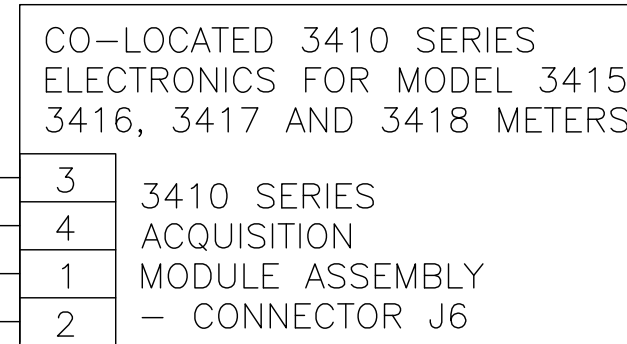 CO-LOCATED 3410 SERIES
ELECTRONICS FOR MODEL 3415
3416, 3417 AND 3418 METERS
3
4
1
2
3410 SERIES
ACQUISITION
MODULE ASSEMBLY
- CONNECTOR J6